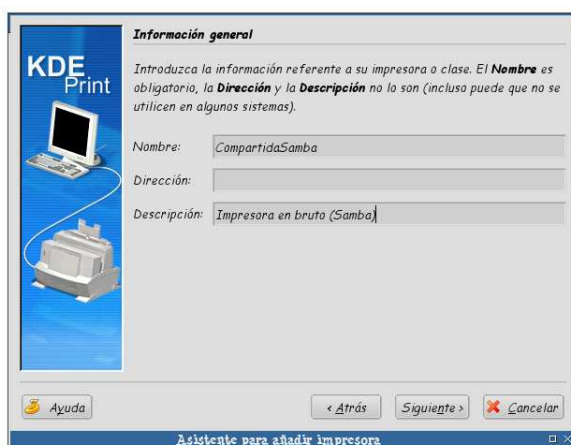 KDE
Print
Información general
Introduzca la información referente a su impresora o clase. El Nombre es
obligatorio, la Dirección y la Descripción no lo son (incluso puede que no se
utilicen en algunos sistemas).
Nombre: CompartidaSamba
Dirección:
Descripción: Impresora en bruto (Samba)
Ayuda
< Atrás
Siguiente >
Cancelar
Asistente para añadir impresora